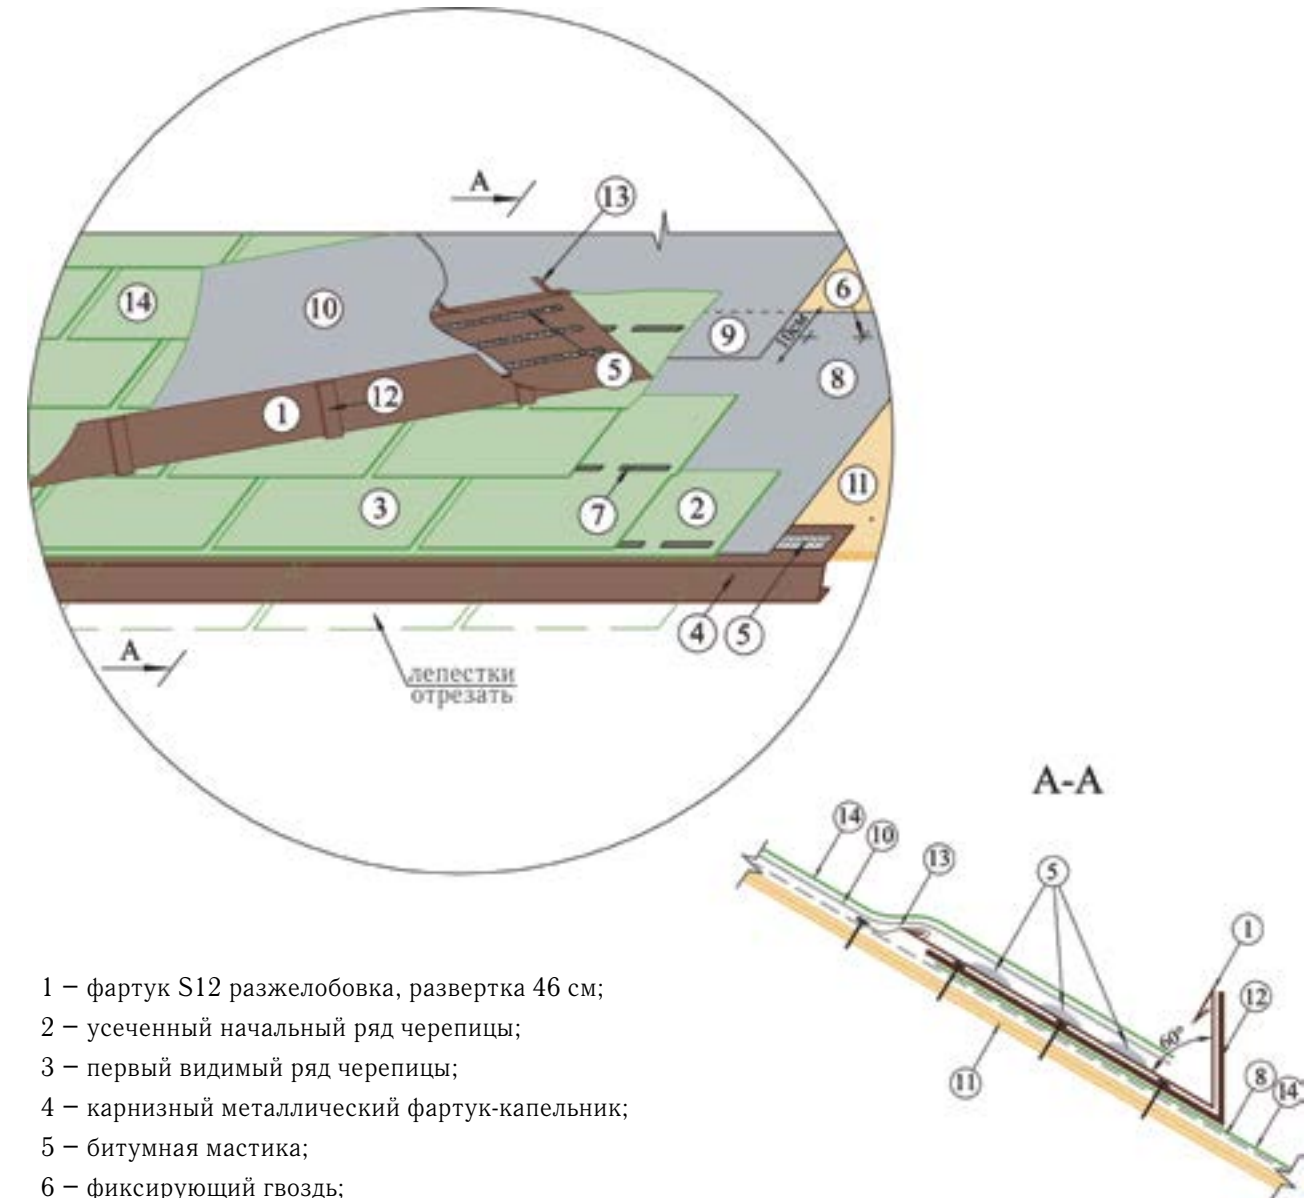 А
13
14
10
6
10см
9
5
8
12
1
11
3
7
2
4
5
А
лепестки
отрезать
А-А
14
10
13
5
1
12
60°
11
8
14
1 – фартук S12 разжелобовка, развертка 46 см;
2 – усеченный начальный ряд черепицы;
3 – первый видимый ряд черепицы;
4 – карнизный металлический фартук-капельник;
5 – битумная мастика;
6 – фиксирующий гвоздь;